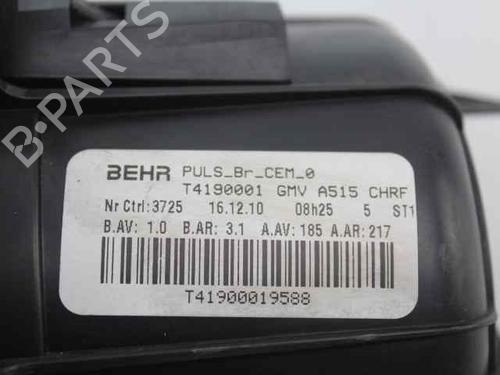 BEHR PULS_Br_CEM_0
T4190001 GMV A515 CHRF
Nr Ctrl:3725 16.12.10 08h25 5 ST1
B.AV: 1.0 B.AR: 3.1 A.AV: 185 A.AR: 217
T41900019588
B-PARTS